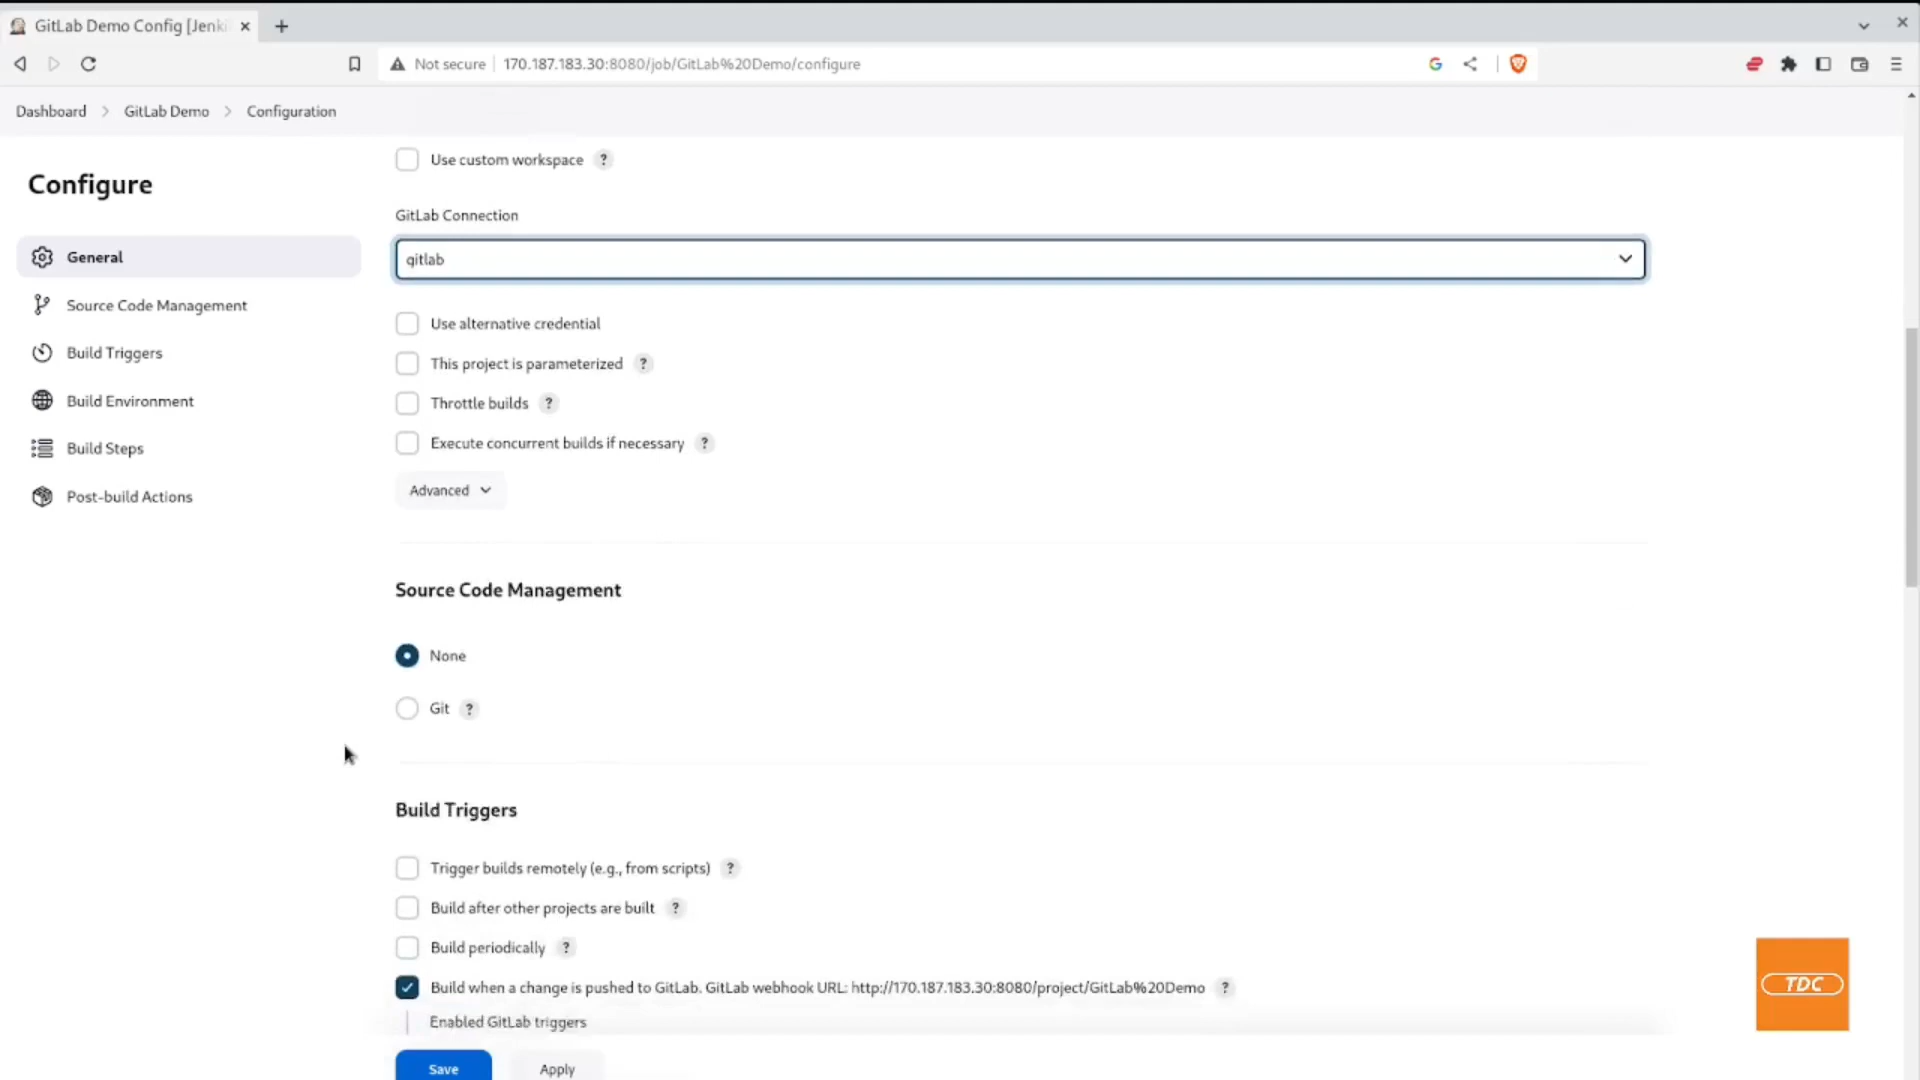 GitLab Demo Config [Jenki
Not secure
170.187.183.30:8080/job/GitLab%20Demo/configure
Dashboard
GitLab Demo
Configuration
Configure
General
Source Code Management
Build Triggers
Build Environment
Build Steps
Post-build Actions
Use custom workspace ?
GitLab Connection
gitlab
Use alternative credential
This project is parameterized ?
Throttle builds ?
Execute concurrent builds if necessary ?
Advanced
Source Code Management
None
Git ?
Build Triggers
Trigger builds remotely (e.g., from scripts) ?
Build after other projects are built ?
Build periodically ?
Build when a change is pushed to GitLab. GitLab webhook URL: http://170.187.183.30:8080/project/GitLab%20Demo ?
Enabled GitLab triggers
Save
Apply
TDC